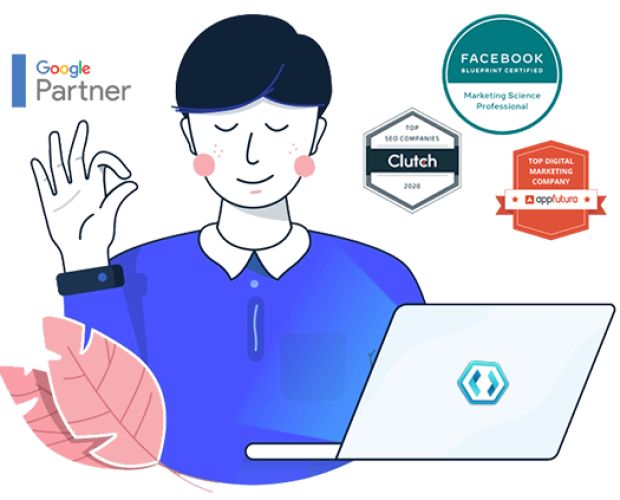 Google
Partner
FACEBOOK
BLUEPRINT CERTIFIED
Marketing Science
Professional
TOP
SEO COMPANIES
Clutch
2020
TOP DIGITAL
MARKETING
COMPANY
appfutura